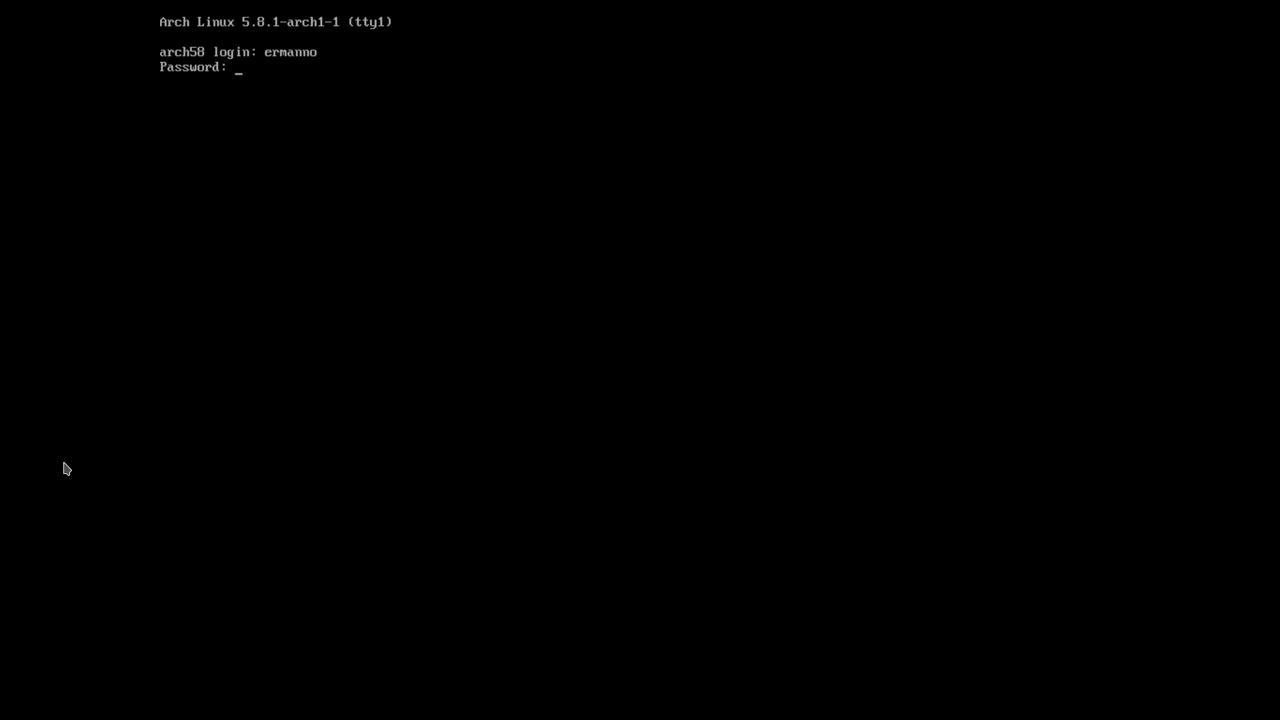 Arch Linux 5.8.1-arch1-1 (tty1)
arch58 login: ermanno
Password: _